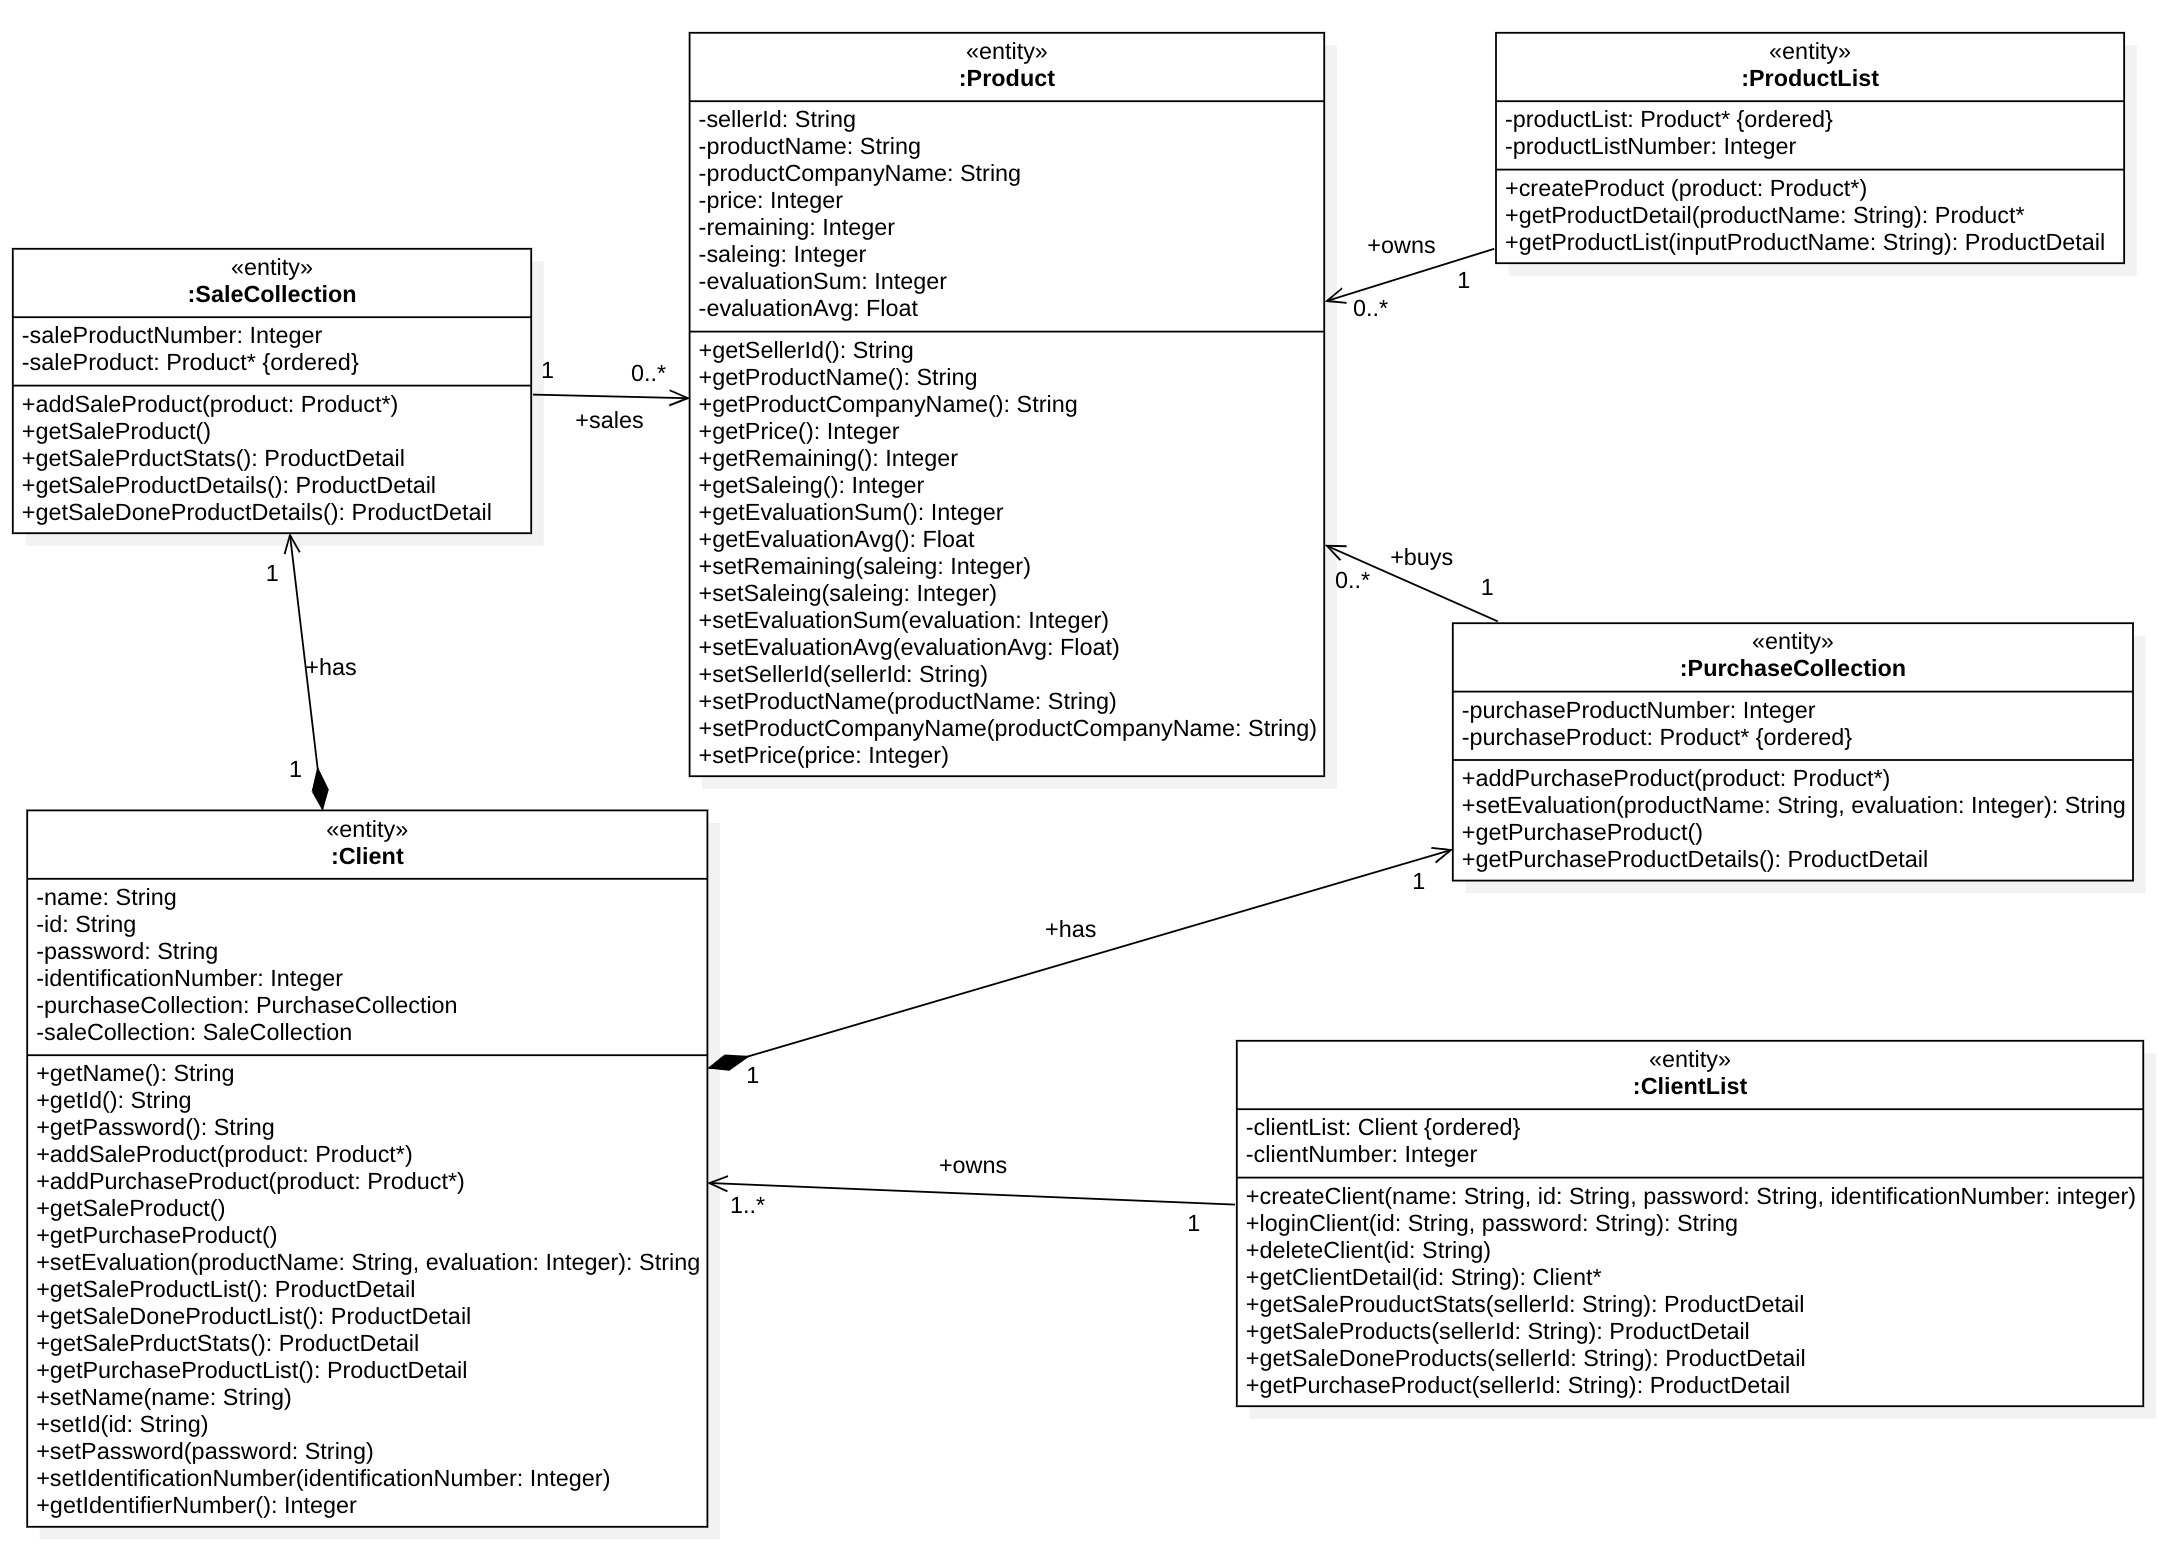 «entity»
:Product
-sellerId: String
-productName: String
-productCompanyName: String
-price: Integer
-remaining: Integer
-saleing: Integer
-evaluationSum: Integer
-evaluationAvg: Float
+getSellerId(): String
+getProductName(): String
+getProductCompanyName(): String
+getPrice(): Integer
+getRemaining(): Integer
+getSaleing(): Integer
+getEvaluationSum(): Integer
+getEvaluationAvg(): Float
+setRemaining(saleing: Integer)
+setSaleing(saleing: Integer)
+setEvaluationSum(evaluation: Integer)
+setEvaluationAvg(evaluationAvg: Float)
+setSellerId(sellerId: String)
+setProductName(productName: String)
+setProductCompanyName(productCompanyName: String)
+setPrice(price: Integer)
«entity»
:ProductList
-productList: Product* {ordered}
-productListNumber: Integer
+createProduct (product: Product*)
+getProductDetail(productName: String): Product*
+getProductList(inputProductName: String): ProductDetail
+owns
1
0..*
«entity»
:SaleCollection
-saleProductNumber: Integer
-saleProduct: Product* {ordered}
+addSaleProduct(product: Product*)
+getSaleProduct()
+getSalePrductStats(): ProductDetail
+getSaleProductDetails(): ProductDetail
+getSaleDoneProductDetails(): ProductDetail
1
0..*
+sales
+buys
0..*
1
1
+has
1
«entity»
:PurchaseCollection
-purchaseProductNumber: Integer
-purchaseProduct: Product* {ordered}
+addPurchaseProduct(product: Product*)
+setEvaluation(productName: String, evaluation: Integer): String
+getPurchaseProduct()
+getPurchaseProductDetails(): ProductDetail
«entity»
:Client
-name: String
-id: String
-password: String
-identificationNumber: Integer
-purchaseCollection: PurchaseCollection
-saleCollection: SaleCollection
+getName(): String
+getId(): String
+getPassword(): String
+addSaleProduct(product: Product*)
+addPurchaseProduct(product: Product*)
+getSaleProduct()
+getPurchaseProduct()
+setEvaluation(productName: String, evaluation: Integer): String
+getSaleProductList(): ProductDetail
+getSaleDoneProductList(): ProductDetail
+getSalePrductStats(): ProductDetail
+getPurchaseProductList(): ProductDetail
+setName(name: String)
+setId(id: String)
+setPassword(password: String)
+setIdentificationNumber(identificationNumber: Integer)
+getIdentifierNumber(): Integer
1
+has
1
+owns
1..*
1
«entity»
:ClientList
-clientList: Client {ordered}
-clientNumber: Integer
+createClient(name: String, id: String, password: String, identificationNumber: integer)
+loginClient(id: String, password: String): String
+deleteClient(id: String)
+getClientDetail(id: String): Client*
+getSaleProuductStats(sellerId: String): ProductDetail
+getSaleProducts(sellerId: String): ProductDetail
+getSaleDoneProducts(sellerId: String): ProductDetail
+getPurchaseProduct(sellerId: String): ProductDetail